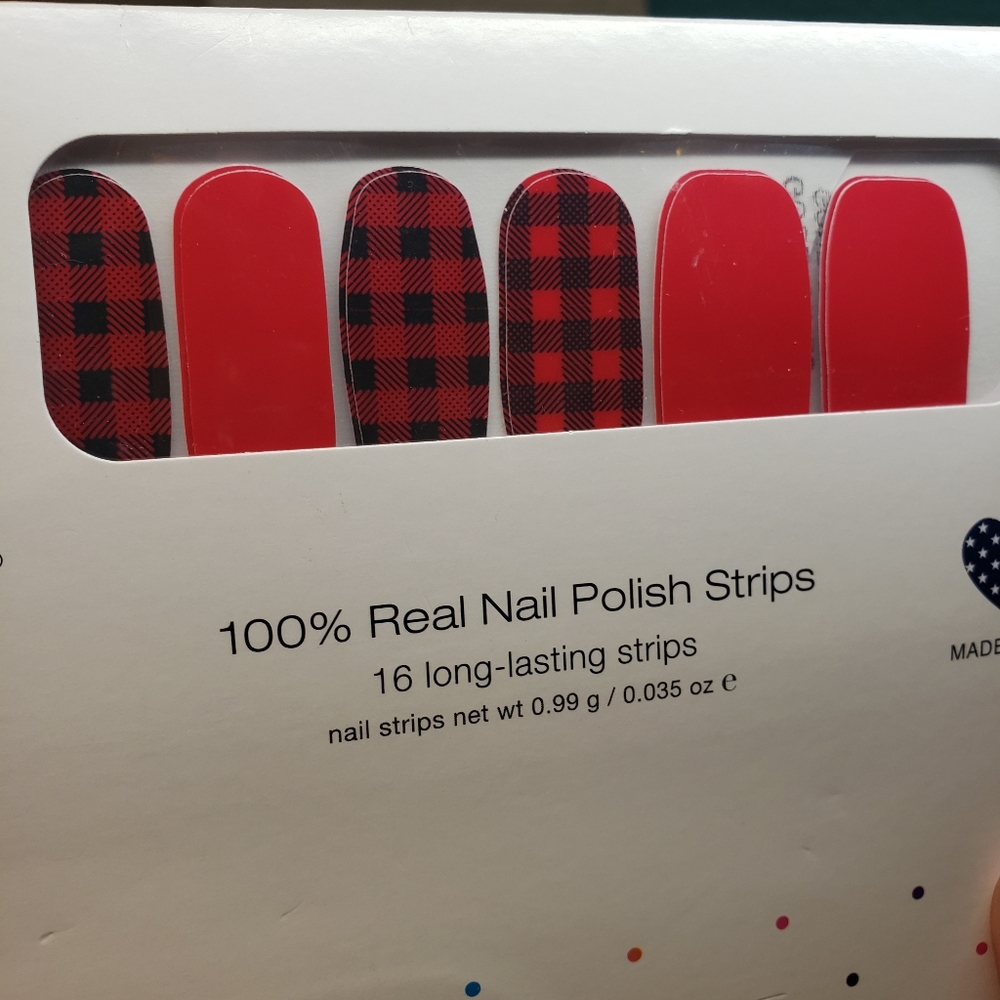 100% Real Nail Polish Strips
16 long-lasting strips
nail strips net wt 0.99 g / 0.035 oz ℮
MADE